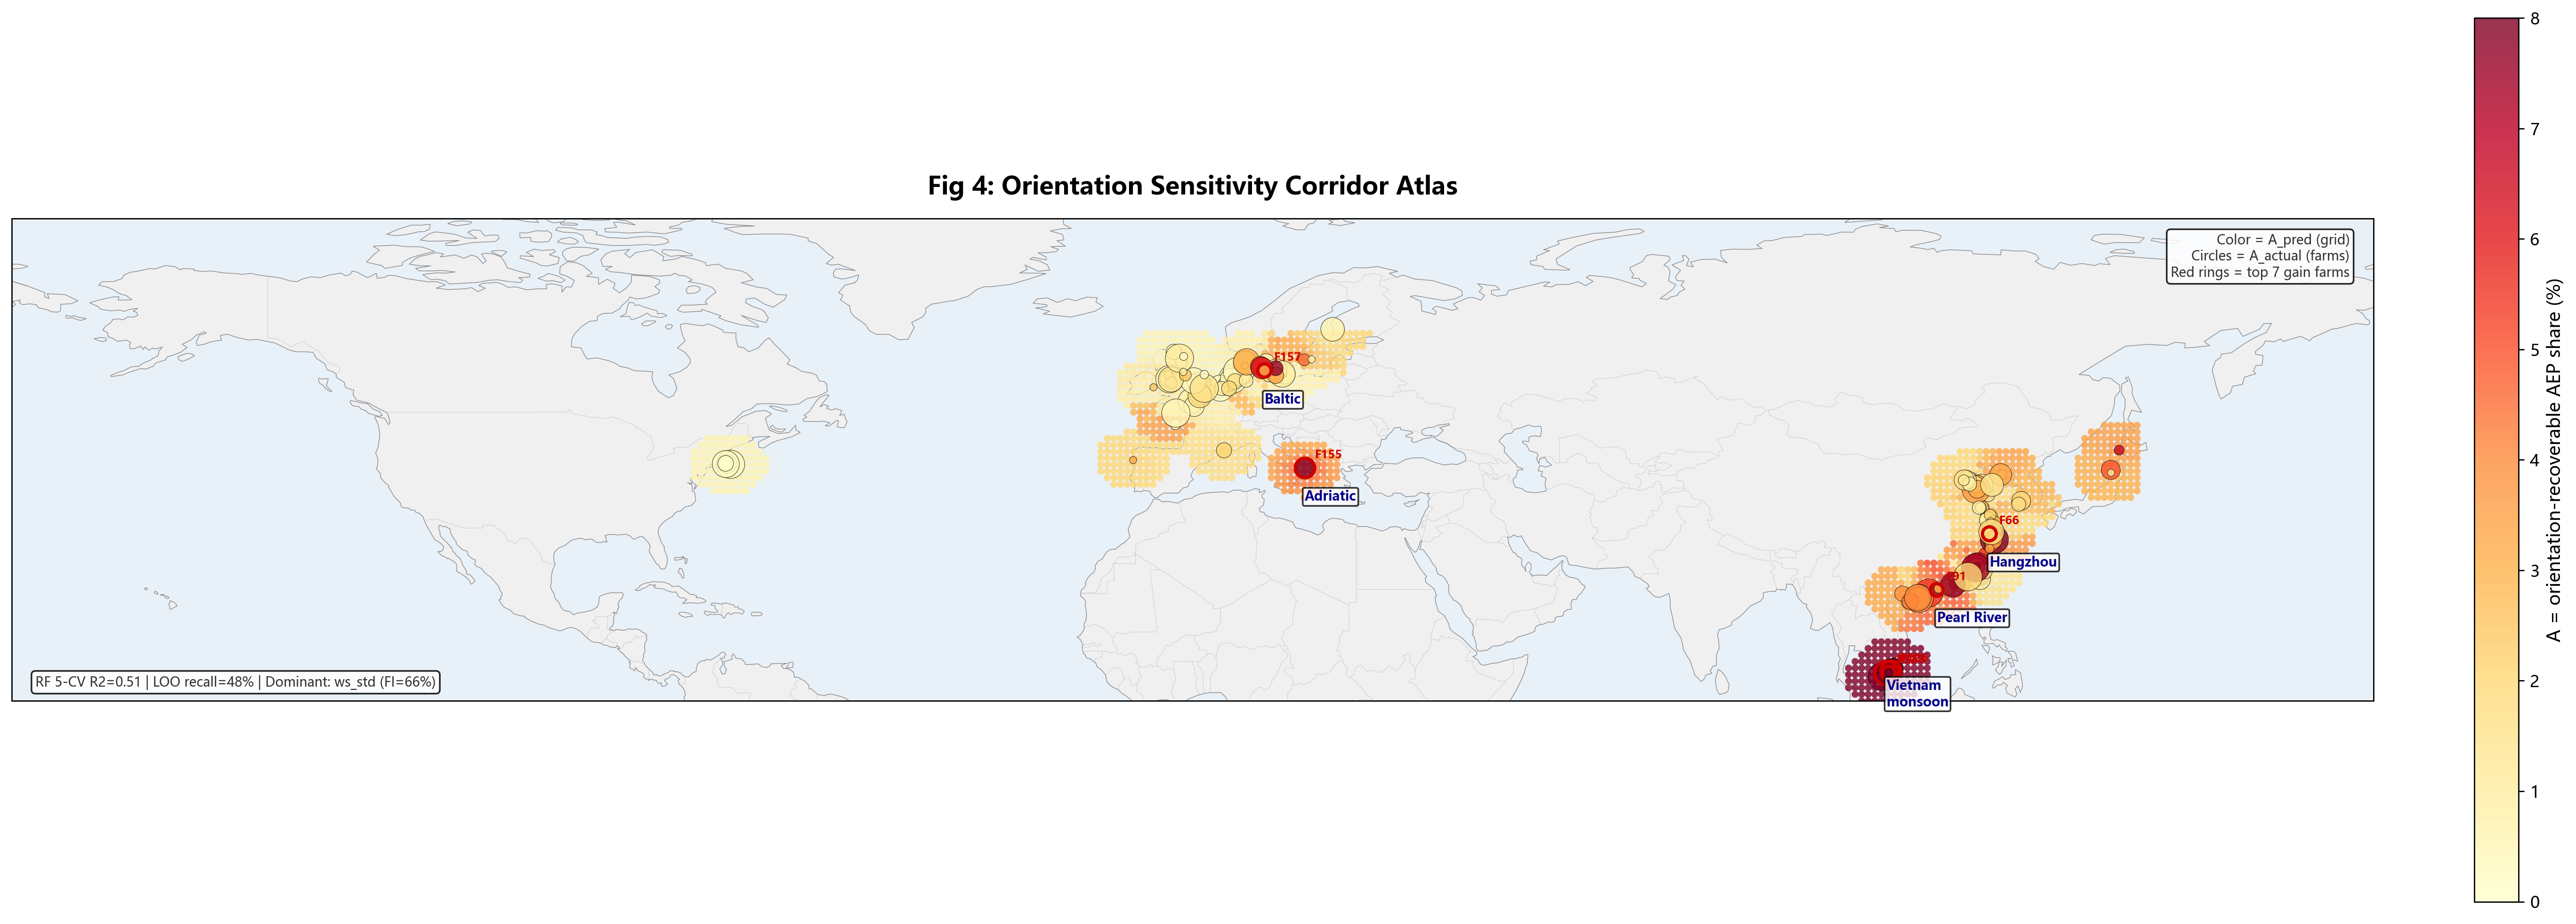 Fig 4: Orientation Sensitivity Corridor Atlas
Color = A_pred (grid)
Circles = A_actual (farms)
Red rings = top 7 gain farms
F157
Baltic
F155
Adriatic
F66
Hangzhou
Pearl River
Vietnam
monsoon
RF 5-CV R2=0.51 | LOO recall=48% | Dominant: ws_std (FI=66%)
8
7
6
5
4
3
2
1
0
A = orientation-recoverable AEP share (%)